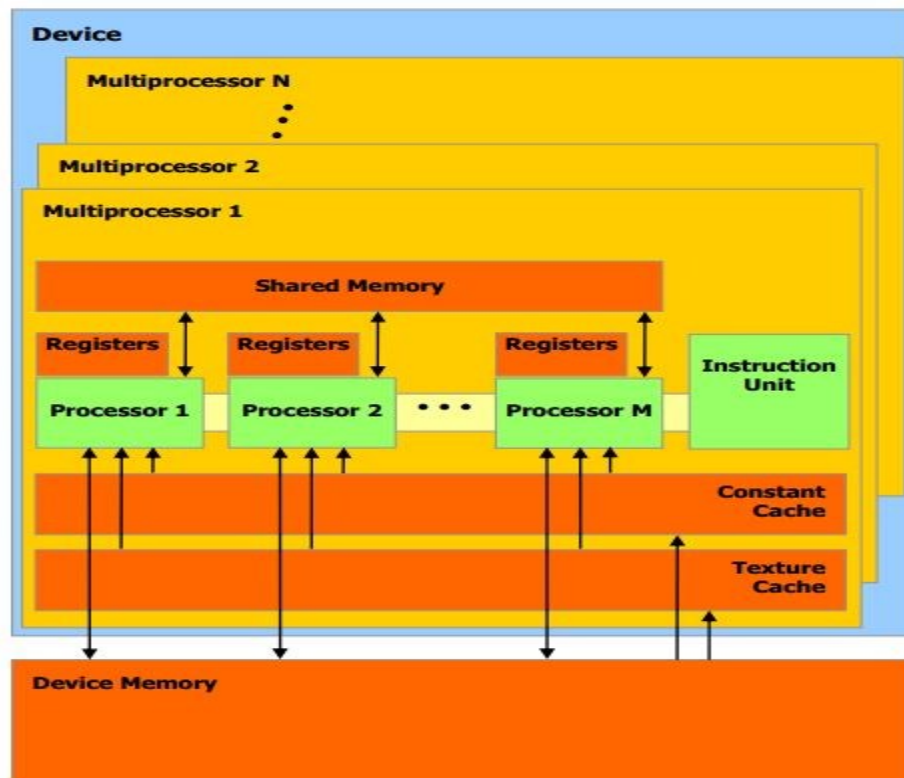 Device
Multiprocessor N
Multiprocessor 2
Multiprocessor 1
Shared Memory
Registers
Registers
Registers
Instruction
Unit
Processor 1
Processor 2
Processor M
Constant
Cache
Texture
Cache
Device Memory